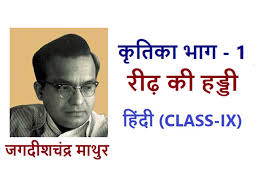 कृतिका भाग - 1
रीढ़ की हड्डी
हिंदी (CLASS-IX)
जगदीशचंद्र माथुर